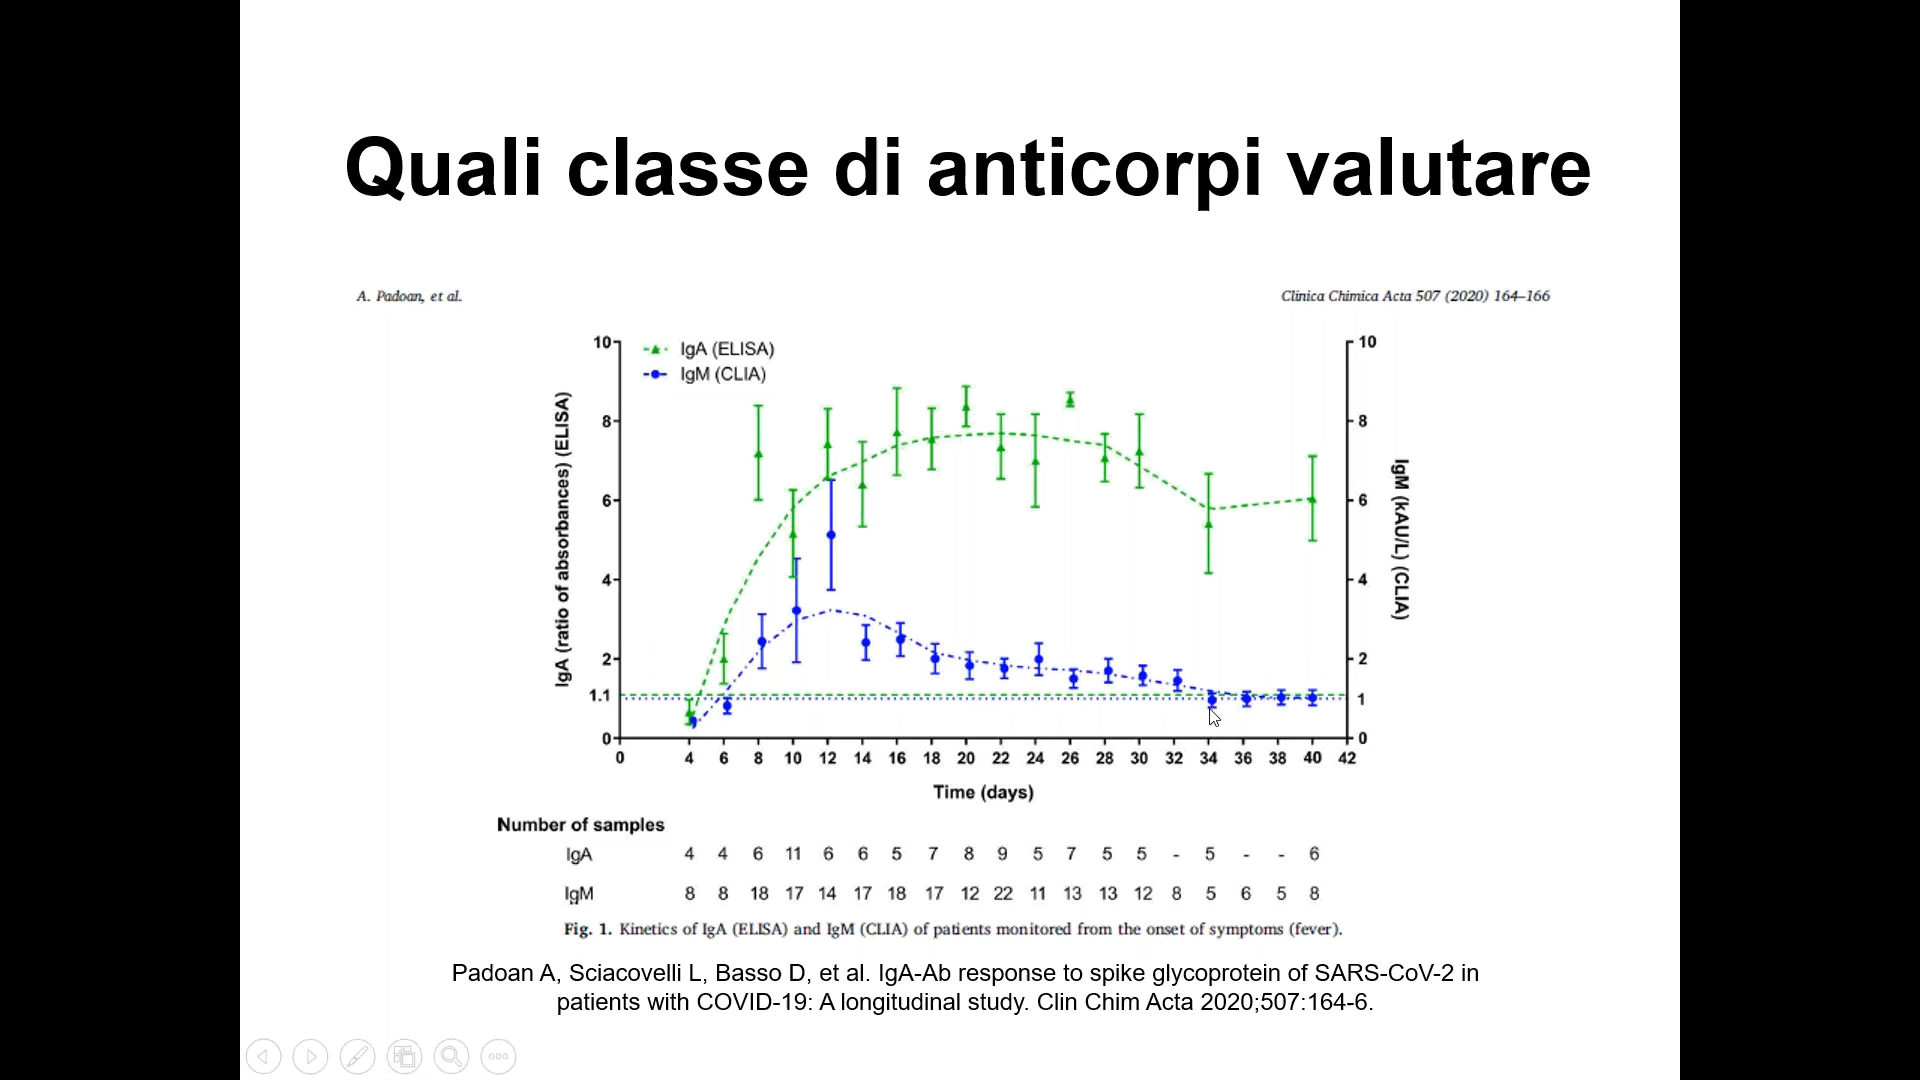 Quali classe di anticorpi valutare
A. Padoan, et al.
Clinica Chimica Acta 507 (2020) 164–166
IgA (ELISA)
IgM (CLIA)
IgA (ratio of absorbances) (ELISA)
10
8
6
4
2
1.1
0
10
8
6
4
2
1
0
IgM (kAU/L) (CLIA)
0 4 6 8 10 12 14 16 18 20 22 24 26 28 30 32 34 36 38 40 42
Time (days)
Number of samples
IgA 4 4 6 11 6 6 5 7 8 9 5 7 5 5 - 5 - - 6
IgM 8 8 18 17 14 17 18 17 12 22 11 13 13 12 8 5 6 5 8
Fig. 1. Kinetics of IgA (ELISA) and IgM (CLIA) of patients monitored from the onset of symptoms (fever).
Padoan A, Sciacovelli L, Basso D, et al. IgA-Ab response to spike glycoprotein of SARS-CoV-2 in
patients with COVID-19: A longitudinal study. Clin Chim Acta 2020;507:164-6.